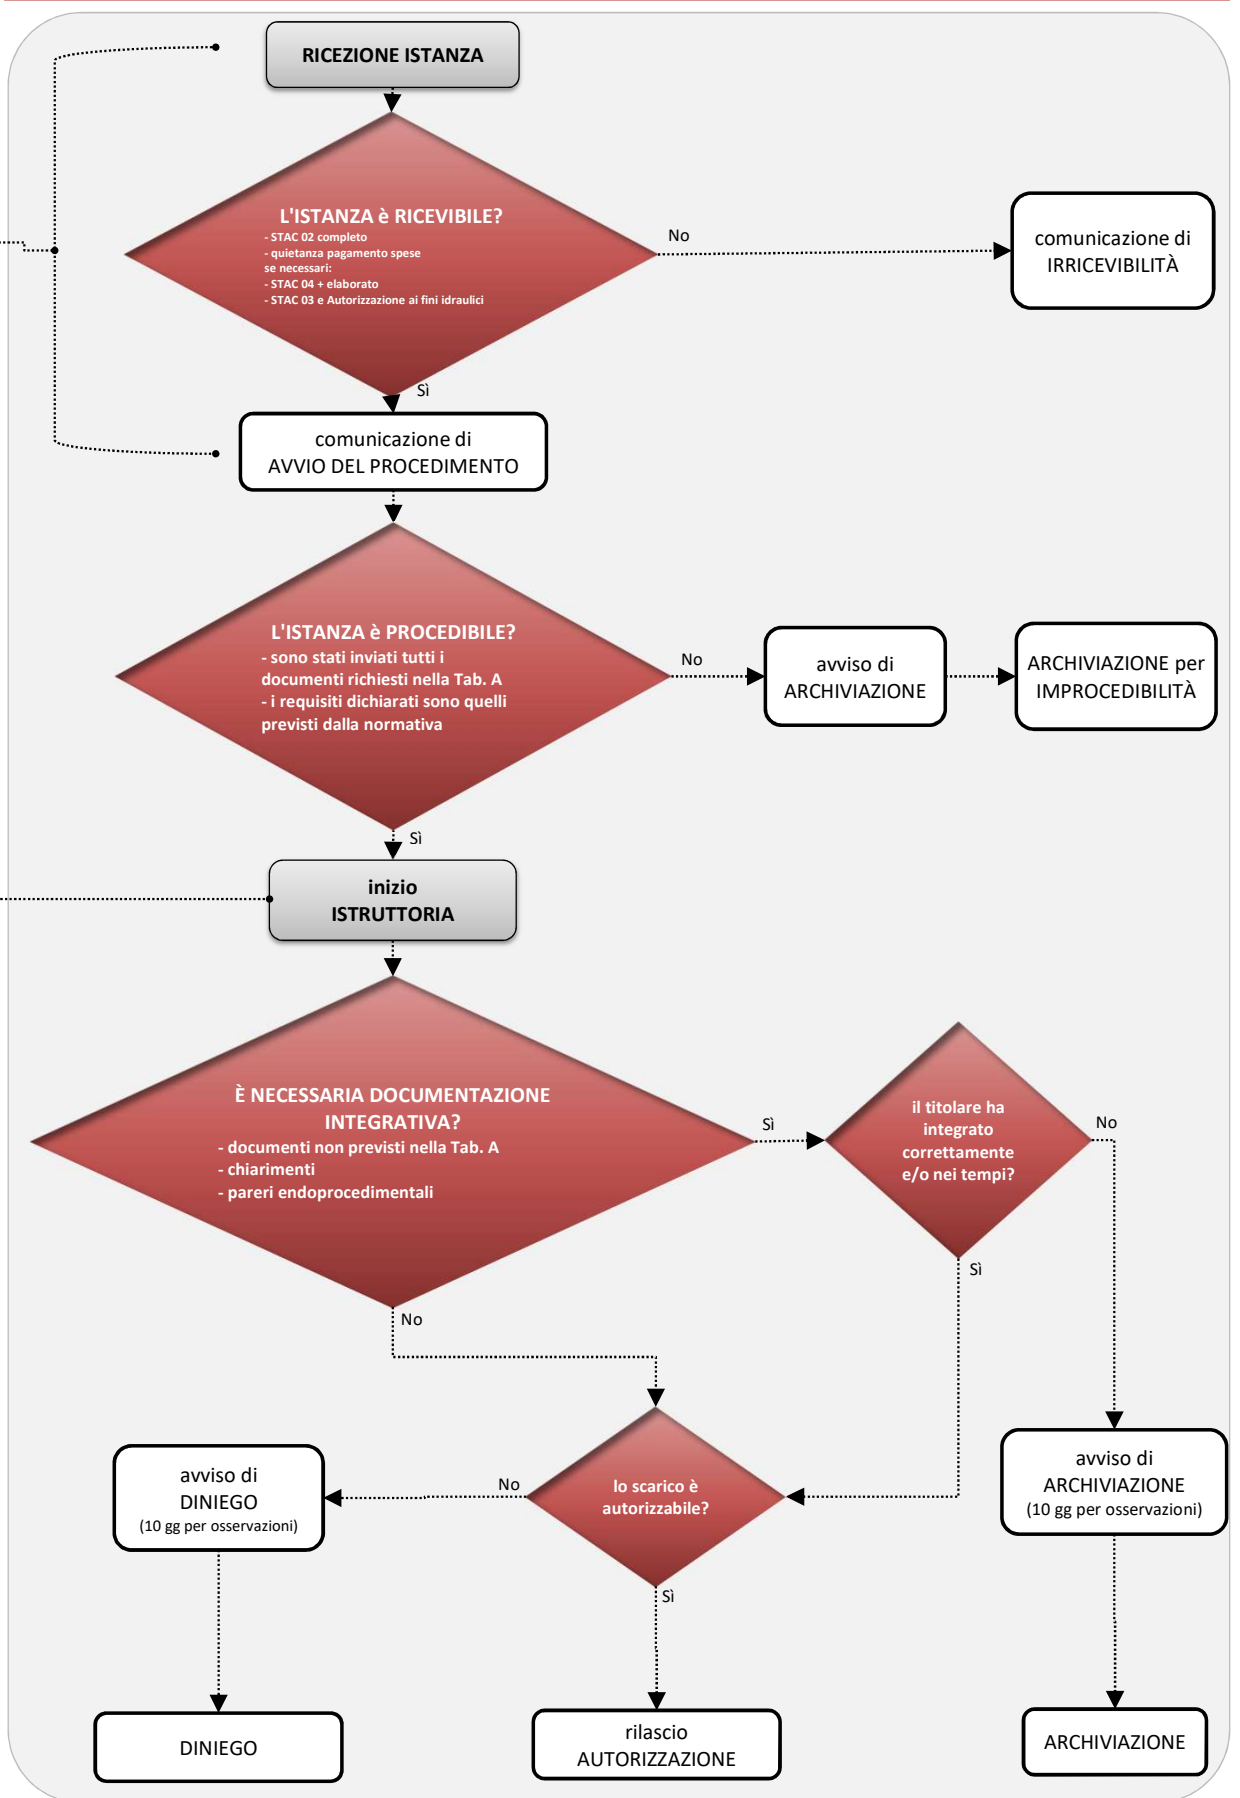 RICEZIONE ISTANZA
L'ISTANZA è RICEVIBILE?
- STAC 02 completo
- quietanza pagamento spese
se necessari:
- STAC 04 + elaborato
- STAC 03 e Autorizzazione ai fini idraulici
No
comunicazione di
IRRICEVIBILITÀ
Sì
comunicazione di
AVVIO DEL PROCEDIMENTO
L'ISTANZA è PROCEDIBILE?
- sono stati inviati tutti i
documenti richiesti nella Tab. A
- i requisiti dichiarati sono quelli
previsti dalla normativa
No
avviso di
ARCHIVIAZIONE
ARCHIVIAZIONE per
IMPROCEDIBILITÀ
Sì
inizio
ISTRUTTORIA
È NECESSARIA DOCUMENTAZIONE
INTEGRATIVA?
- documenti non previsti nella Tab. A
- chiarimenti
- pareri endoprocedimentali
Sì
il titolare ha
integrato
correttamente
e/o nei tempi?
No
Sì
No
lo scarico è
autorizzabile?
No
avviso di
DINIEGO
(10 gg per osservazioni)
avviso di
ARCHIVIAZIONE
(10 gg per osservazioni)
Sì
DINIEGO
rilascio
AUTORIZZAZIONE
ARCHIVIAZIONE